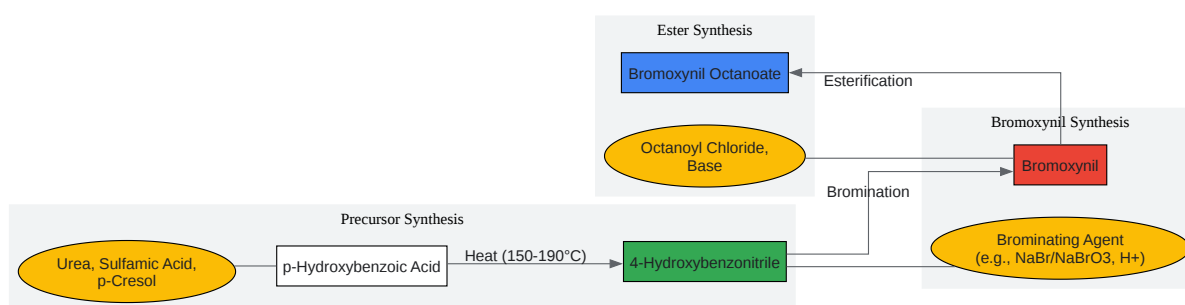 Ester Synthesis
Bromoxynil Octanoate
Esterification
Octanoyl Chloride,
Base
Bromoxynil Synthesis
Bromoxynil
Bromination
Brominating Agent
(e.g., NaBr/NaBrO3, H+)
Precursor Synthesis
Urea, Sulfamic Acid,
p-Cresol
p-Hydroxybenzoic Acid
Heat (150-190°C)
4-Hydroxybenzonitrile